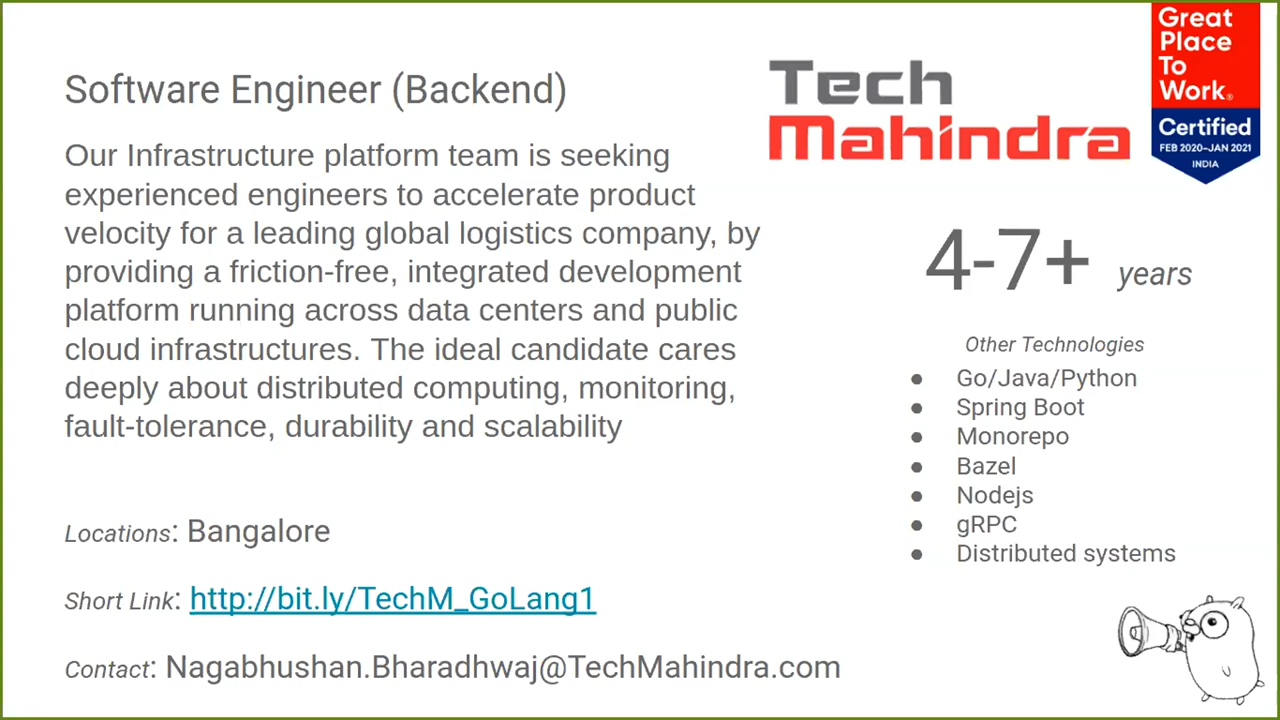 Software Engineer (Backend)
Our Infrastructure platform team is seeking
experienced engineers to accelerate product
velocity for a leading global logistics company, by
providing a friction-free, integrated development
platform running across data centers and public
cloud infrastructures. The ideal candidate cares
deeply about distributed computing, monitoring,
fault-tolerance, durability and scalability
Locations: Bangalore
Short Link: http://bit.ly/TechM_GoLang1
Contact: Nagabhushan.Bharadhwaj@TechMahindra.com
Tech
Mahindra
Great
Place
To
Work®
Certified
FEB 2020–JAN 2021
INDIA
4-7+ years
Other Technologies
● Go/Java/Python
● Spring Boot
● Monorepo
● Bazel
● Nodejs
● gRPC
● Distributed systems